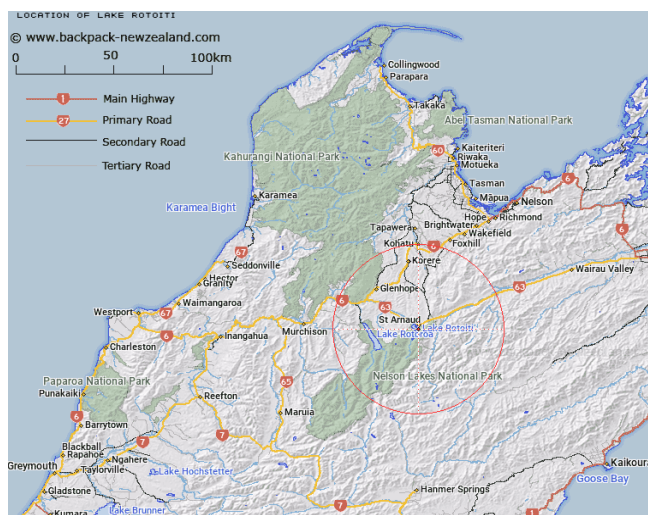 LOCATION OF LAKE ROTOITI
© www.backpack-newzealand.com
0 50 100km
1 Main Highway
27 Primary Road
Secondary Road
Tertiary Road
Collingwood
Parapara
Takaka
Abel Tasman National Park
60
Kaiteriteri
Riwaka
Motueka
Kahurangi National Park
Tasman
6
Karamea
Māpua
Nelson
Karamea Bight
Hope
Richmond
Tapawera
Brightwater
Wakefield
Kohatu
6
Foxhill
67
Korere
Seddonville
Wairau Valley
Hector
Granity
Glenhope
63
Waimangaroa
6
63
Westport
67
St Arnaud
Lake Rotoiti
6
Murchison
Lake Rotoroa
Inangahua
Charleston
Nelson Lakes National Park
Paparoa National Park
65
Punakaiki
Reefton
Maruia
6
Barrytown
7
7
Blackball
Rapahoe
Ngahere
Kaikoura
Greymouth
Taylorville
Lake Hochstetter
Goose Bay
Gladstone
Hanmer Springs
6
7
1
Kumara
Lake Brunner